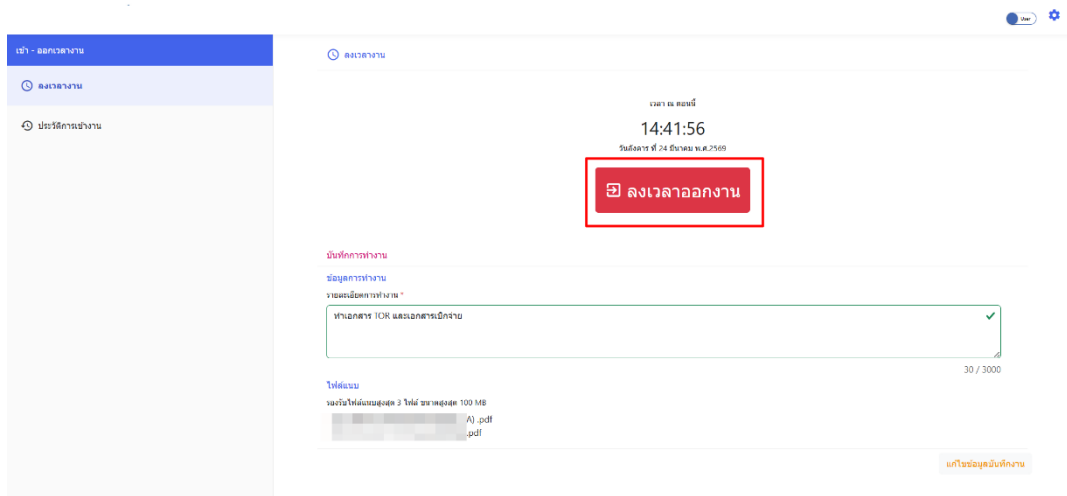 User
เข้า - ออกเวลางาน
ลงเวลางาน
ประวัติการเข้างาน
ลงเวลางาน
เวลา ณ ตอนนี้
14:41:56
วันอังคาร ที่ 24 มีนาคม พ.ศ.2569
ลงเวลาออกงาน
บันทึกการทำงาน
ข้อมูลการทำงาน
รายละเอียดการทำงาน *
ทำเอกสาร TOR และเอกสารเบิกจ่าย
30 / 3000
ไฟล์แนบ
รองรับไฟล์แนบสูงสุด 3 ไฟล์ ขนาดสูงสุด 100 MB
A) .pdf
.pdf
แก้ไขข้อมูลบันทึกงาน